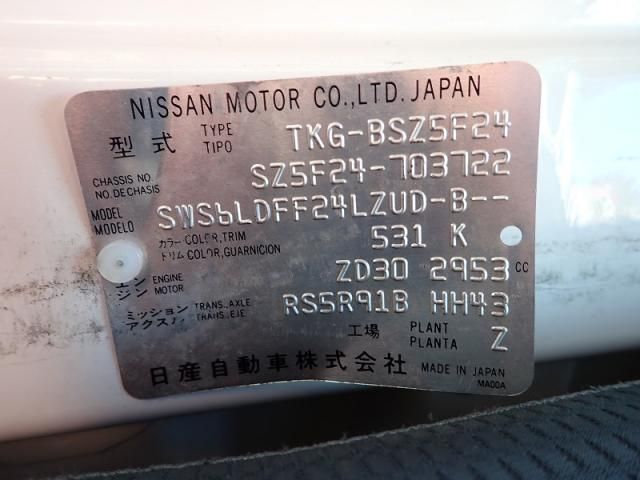 NISSAN MOTOR CO.,LTD. JAPAN
型式 TYPE TIPO TKG-BSZ5F24
CHASSIS NO. NO.DE CHASIS SZ5F24-703722
MODEL MODELO SWS6LDFF24LZUD-B--
カラー COLOR,TRIM トリム COLOR,GUARNICION 531 K
エンジン ENGINE MOTOR ZD30 2953 CC
ミッション TRANS.,AXLE アクスル TRANS.,EJE RS5R91B HH43
工場 PLANT PLANTA Z
日産自動車株式会社 MADE IN JAPAN
MA00A